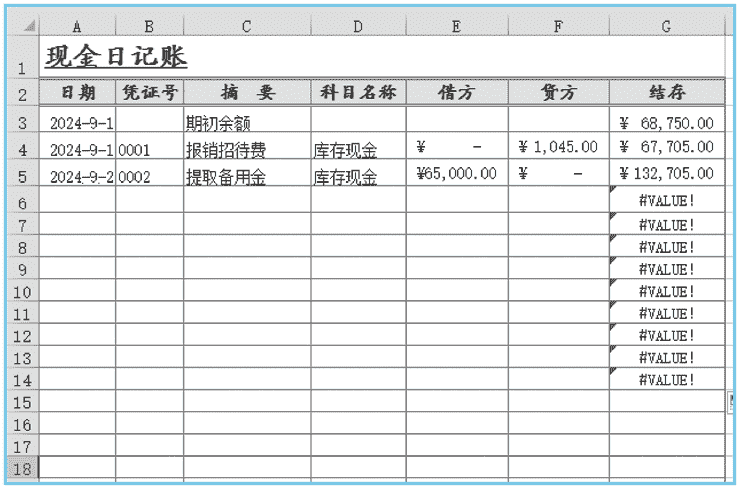 A B C D E F G
1 现金日记账
2 日期 凭证号 摘 要 科目名称 借方 贷方 结存
3 2024-9-1 期初余额 ¥ 68,750.00
4 2024-9-1 0001 报销招待费 库存现金 ¥ - ¥ 1,045.00 ¥ 67,705.00
5 2024-9-2 0002 提取备用金 库存现金 ¥65,000.00 ¥ - ¥ 132,705.00
6 #VALUE!
7 #VALUE!
8 #VALUE!
9 #VALUE!
10 #VALUE!
11 #VALUE!
12 #VALUE!
13 #VALUE!
14 #VALUE!
15
16
17
18